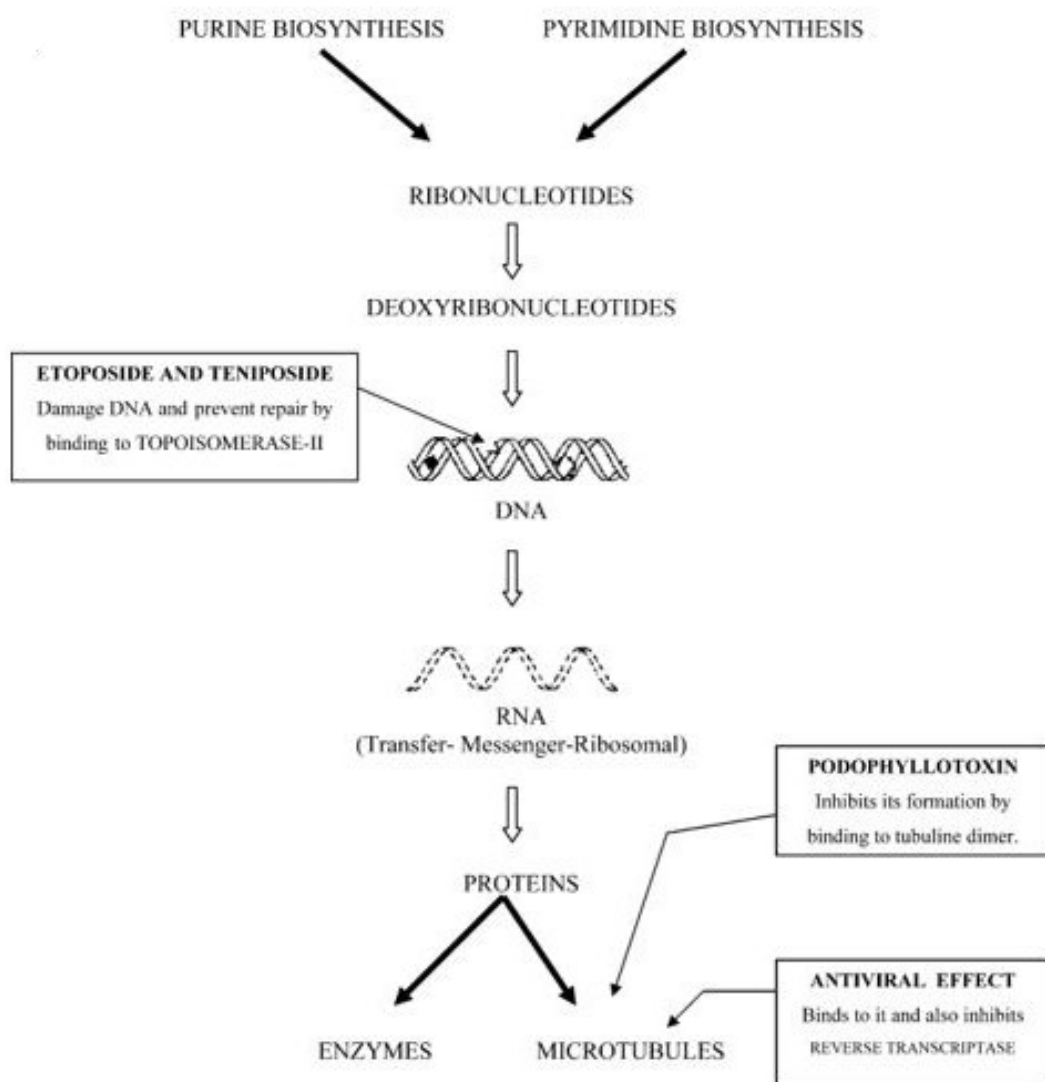 PURINE BIOSYNTHESIS
PYRIMIDINE BIOSYNTHESIS
RIBONUCLEOTIDES
DEOXYRIBONUCLEOTIDES
ETOPOSIDE AND TENIPOSIDE
Damage DNA and prevent repair by
binding to TOPOISOMERASE-II
DNA
RNA
(Transfer- Messenger-Ribosomal)
PODOPHYLLOTOXIN
Inhibits its formation by
binding to tubuline dimer.
PROTEINS
ANTIVIRAL EFFECT
Binds to it and also inhibits
REVERSE TRANSCRIPTASE
ENZYMES
MICROTUBULES